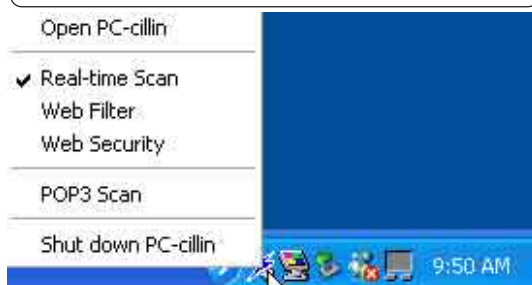 Open PC-cillin
Real-time Scan
Web Filter
Web Security
POP3 Scan
Shut down PC-cillin
9:50 AM